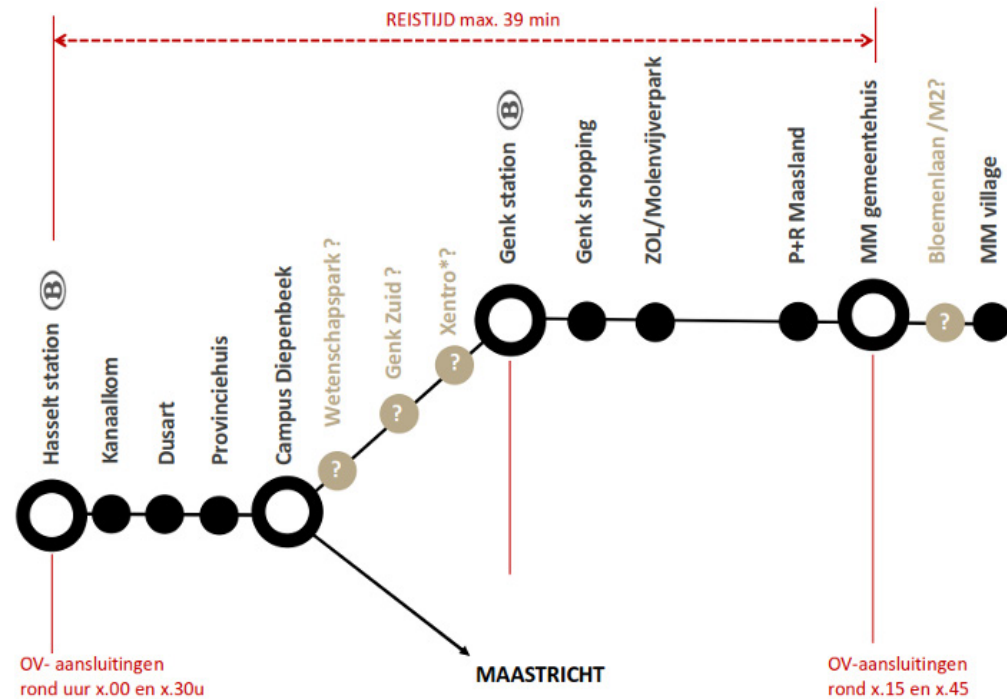 REISTIJD max. 39 min
Hasselt station B
Kanaalkom
Dusart
Provinciehuis
Campus Diepenbeek
Wetenschapspark ?
Genk Zuid ?
Xentro*?
Genk station B
Genk shopping
ZOL/Molenvijverpark
P+R Maasland
MM gemeentehuis
Bloemenlaan /M2?
MM village
?
?
?
?
OV- aansluitingen
rond uur x.00 en x.30u
MAASTRICHT
OV-aansluitingen
rond x.15 en x.45